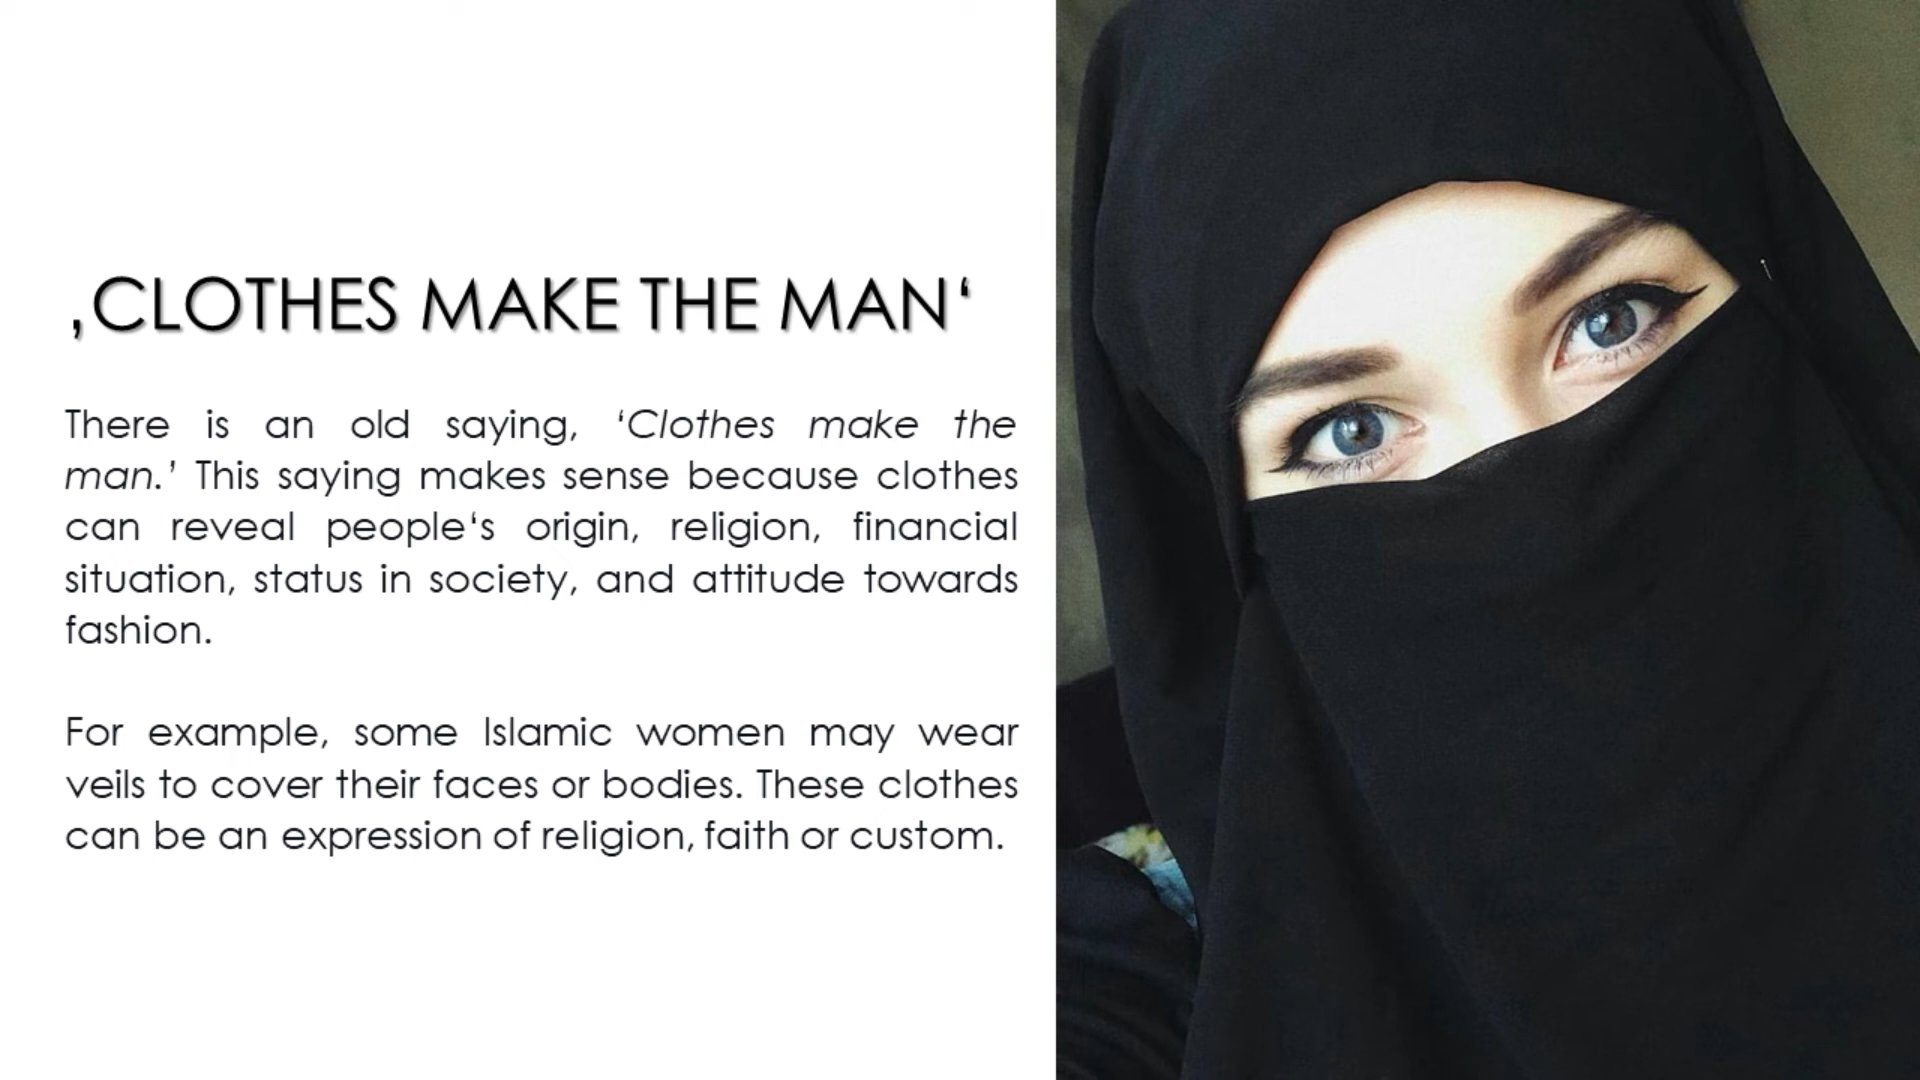 ‚CLOTHES MAKE THE MAN‘
There is an old saying, ‘Clothes make the
man.’ This saying makes sense because clothes
can reveal people‘s origin, religion, financial
situation, status in society, and attitude towards
fashion.
For example, some Islamic women may wear
veils to cover their faces or bodies. These clothes
can be an expression of religion, faith or custom.